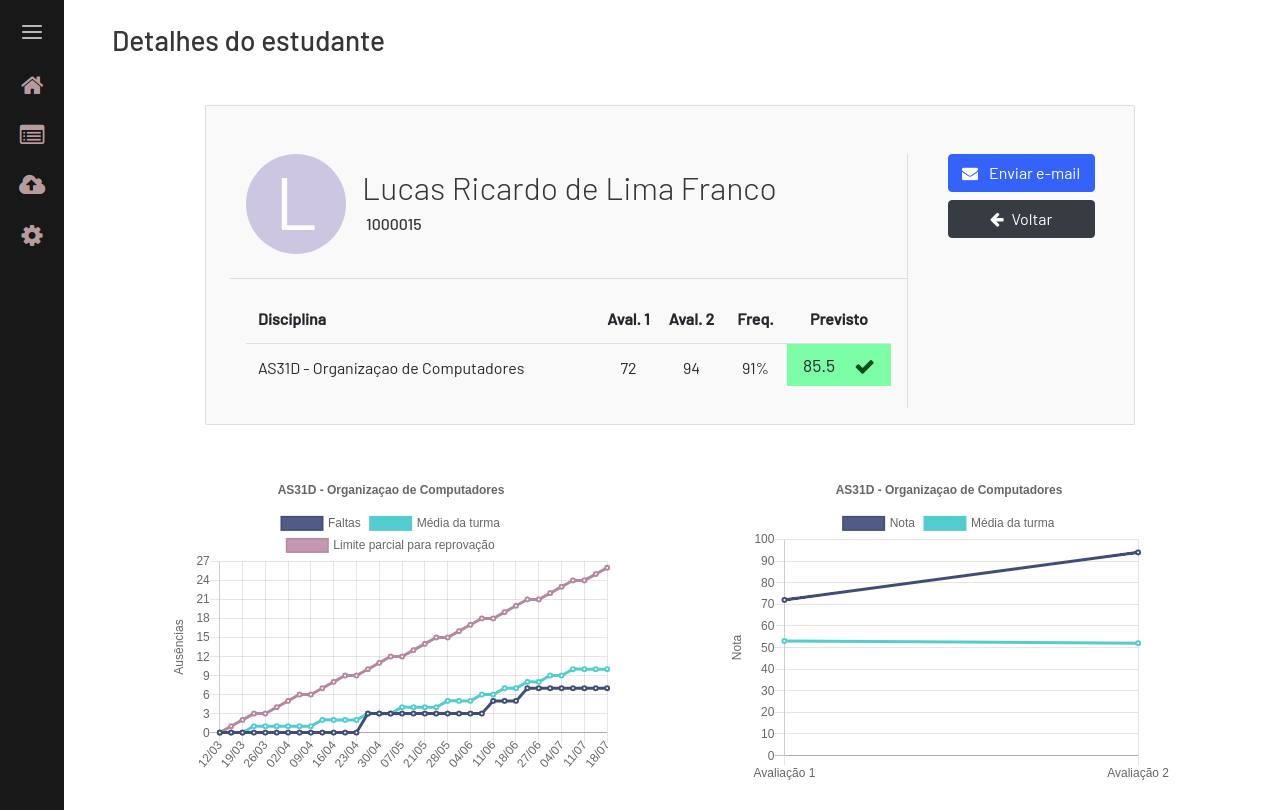 Detalhes do estudante
L
Lucas Ricardo de Lima Franco
1000015
Enviar e-mail
Voltar
Disciplina Aval. 1 Aval. 2 Freq. Previsto
AS31D - Organizaçao de Computadores 72 94 91% 85.5
AS31D - Organizaçao de Computadores
Faltas Média da turma
Limite parcial para reprovação
Ausências
27
24
21
18
15
12
9
6
3
0
12/03 19/03 26/03 02/04 09/04 16/04 23/04 30/04 07/05 21/05 28/05 04/06 11/06 18/06 27/06 04/07 11/07 18/07
AS31D - Organizaçao de Computadores
Nota Média da turma
Nota
100
90
80
70
60
50
40
30
20
10
0
Avaliação 1 Avaliação 2